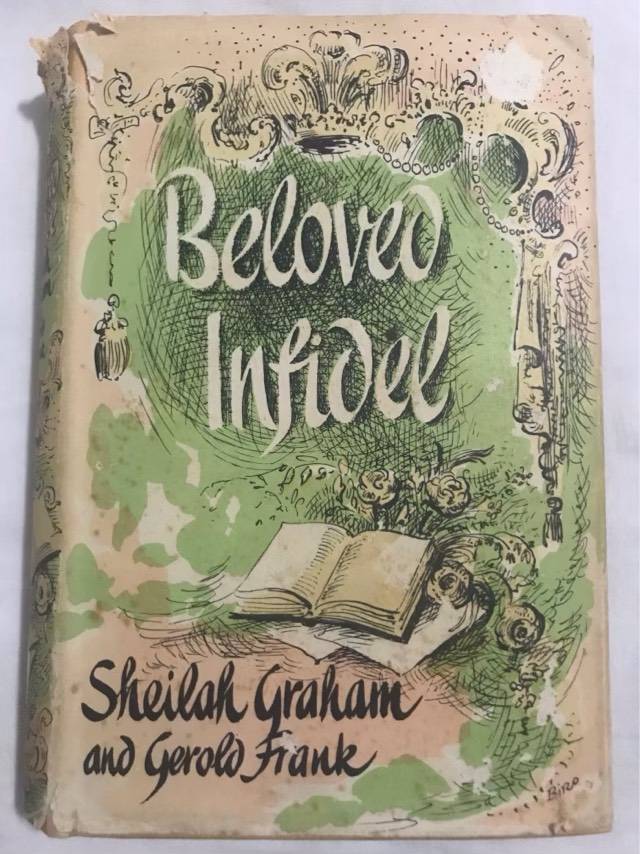 Beloved
Infidel
Sheilah Graham
and Gerold Frank
Biro